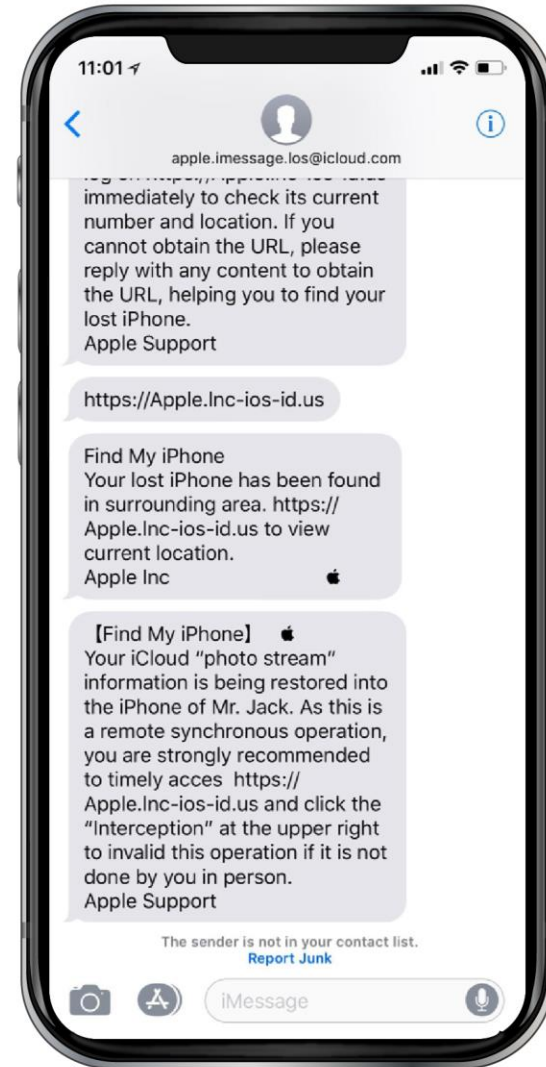 11:01
apple.imessage.los@icloud.com
immediately to check its current
number and location. If you
cannot obtain the URL, please
reply with any content to obtain
the URL, helping you to find your
lost iPhone.
Apple Support
https://Apple.lnc-ios-id.us
Find My iPhone
Your lost iPhone has been found
in surrounding area. https://
Apple.lnc-ios-id.us to view
current location.
Apple Inc
【Find My iPhone】
Your iCloud “photo stream”
information is being restored into
the iPhone of Mr. Jack. As this is
a remote synchronous operation,
you are strongly recommended
to timely acces https://
Apple.lnc-ios-id.us and click the
“Interception” at the upper right
to invalid this operation if it is not
done by you in person.
Apple Support
The sender is not in your contact list.
Report Junk
iMessage